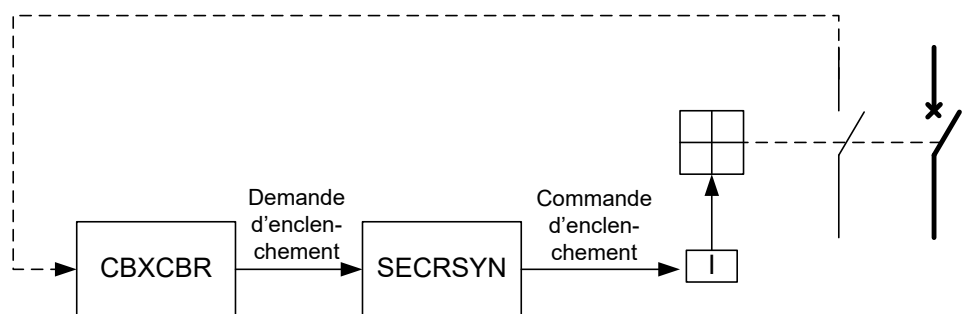 CBXCBR
Demande
d’enclen-
chement
SECRSYN
Commande
d’enclen-
chement
I